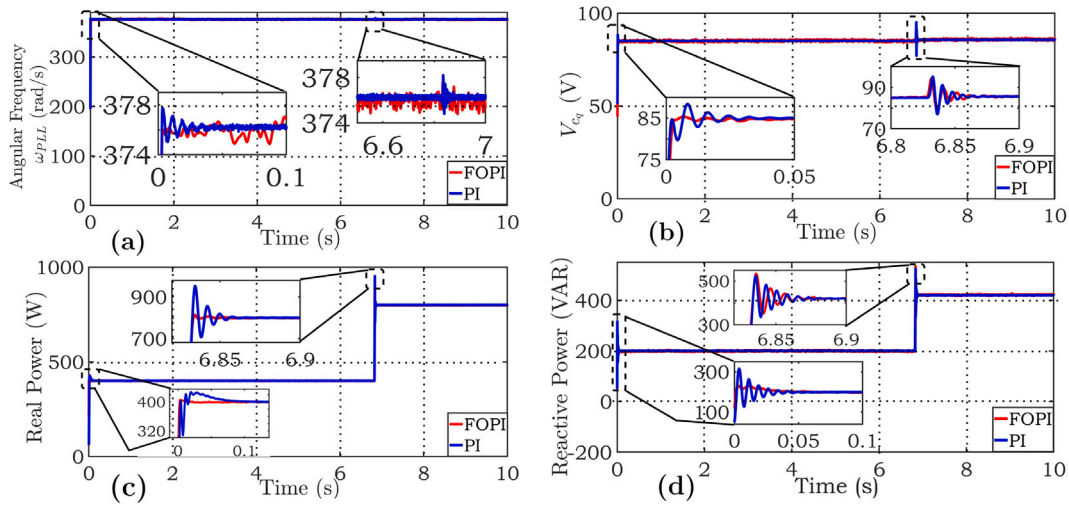 Angular Frequency
ω_PLL (rad/s)
300
200
100
0
378
374
0
0.1
378
374
6.6
7
FOPI
PI
0 2 4 6 8 10
Time (s)
(a)
V_cq (V)
100
50
0
85
75
0
0.05
90
70
6.8 6.85 6.9
FOPI
PI
0 2 4 6 8 10
Time (s)
(b)
Real Power (W)
1000
500
0
900
700
6.85 6.9
400
320
0 0.1
FOPI
PI
0 2 4 6 8 10
Time (s)
(c)
Reactive Power (VAR)
400
200
0
-200
500
300
6.85 6.9
300
100
0 0.05 0.1
FOPI
PI
0 2 4 6 8 10
Time (s)
(d)